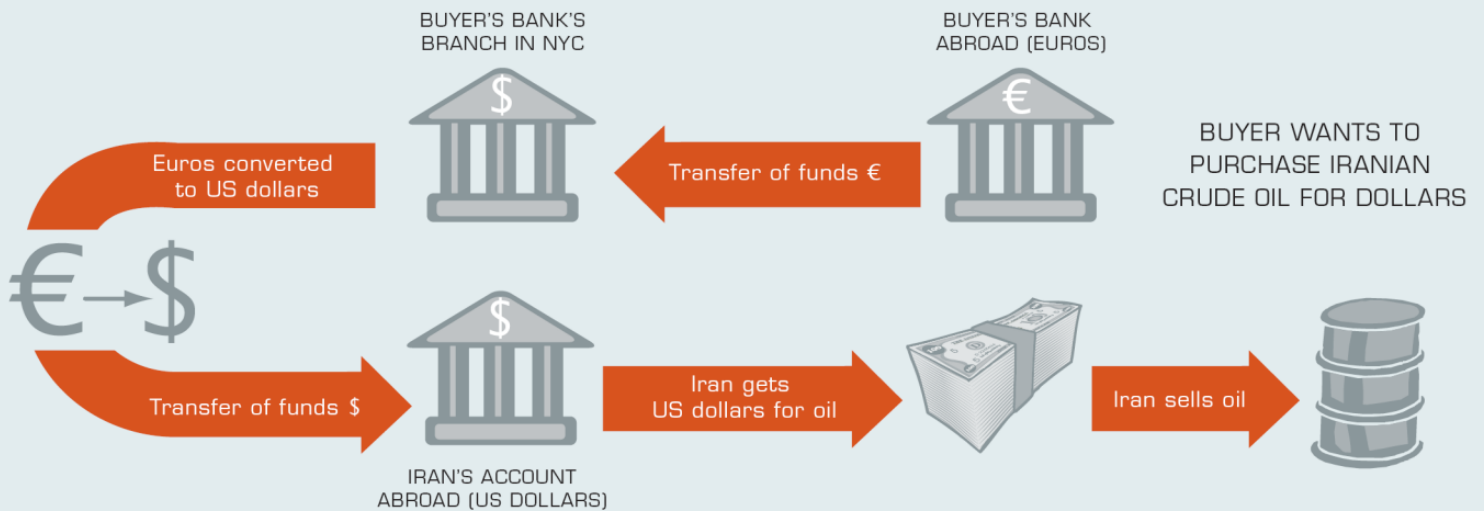 BUYER'S BANK'S
BRANCH IN NYC
BUYER'S BANK
ABROAD (EUROS)
$
€
BUYER WANTS TO
PURCHASE IRANIAN
CRUDE OIL FOR DOLLARS
Euros converted
to US dollars
Transfer of funds €
€ → $
$
Transfer of funds $
Iran gets
US dollars for oil
Iran sells oil
IRAN'S ACCOUNT
ABROAD (US DOLLARS)